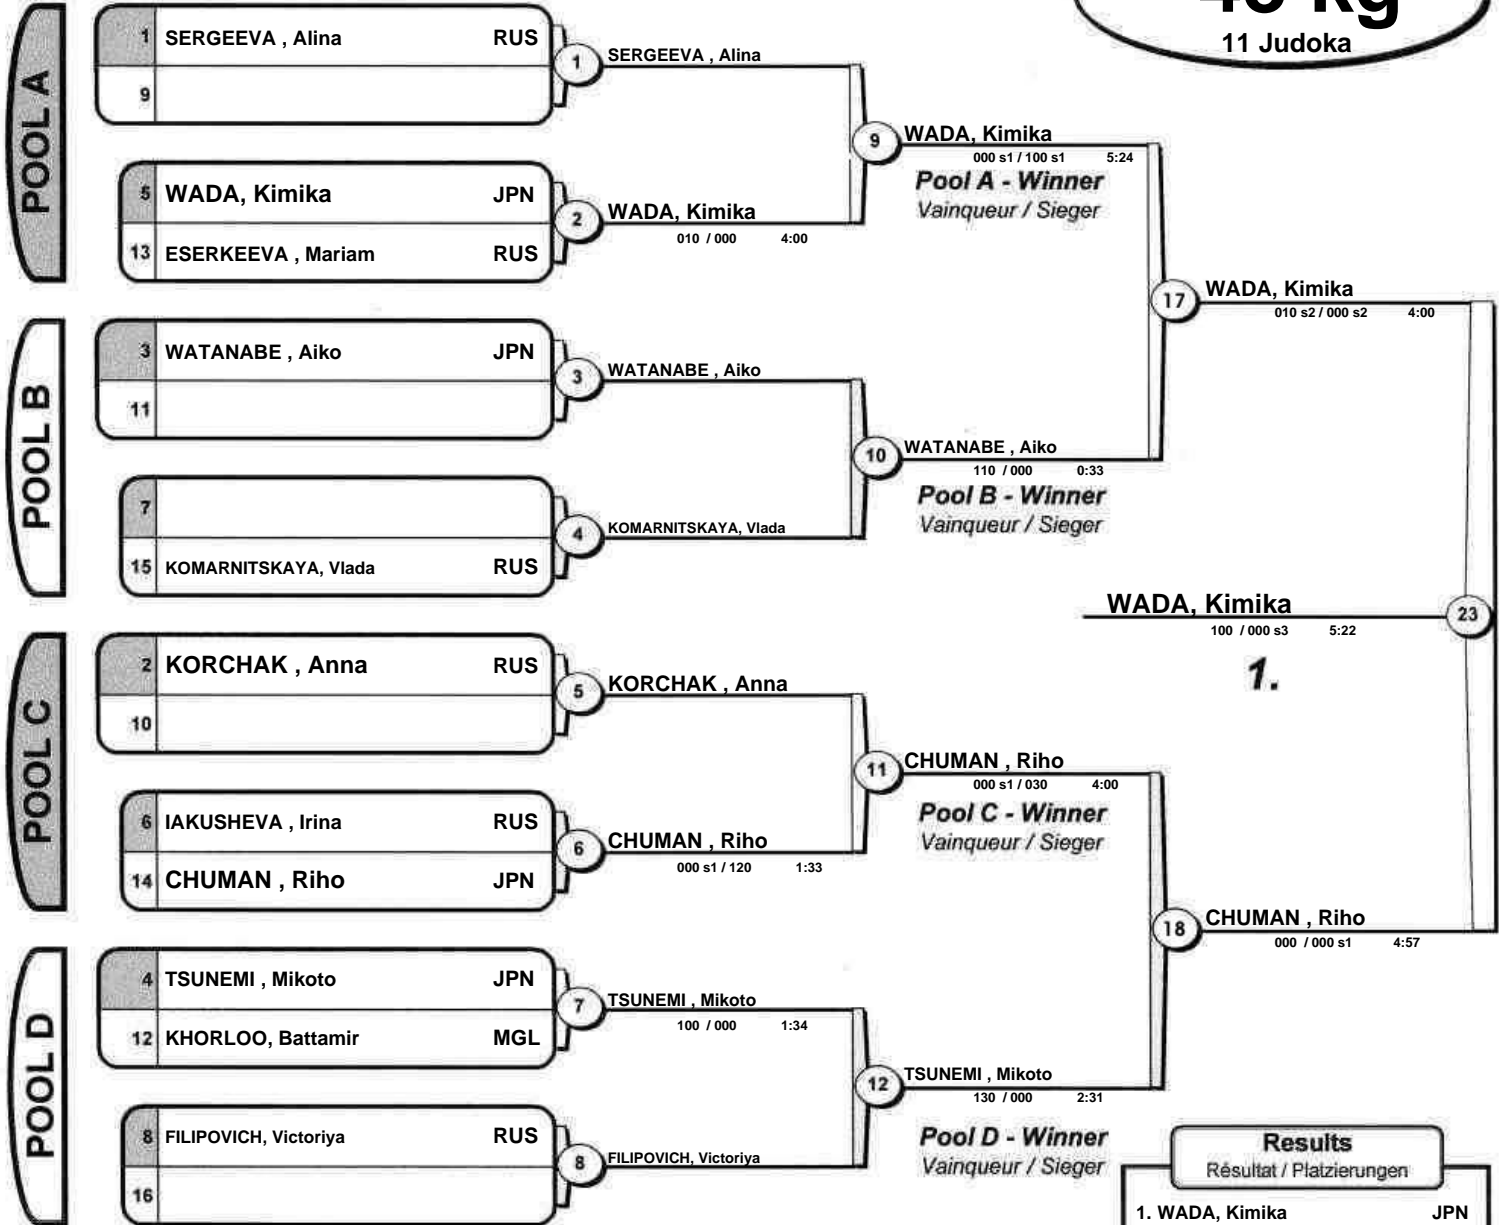 kg
11 Judoka
POOL A
1 SERGEEVA , Alina RUS
9
1 SERGEEVA , Alina
5 WADA, Kimika JPN
13 ESERKEEVA , Mariam RUS
2 WADA, Kimika
010 / 000 4:00
9 WADA, Kimika
000 s1 / 100 s1 5:24
Pool A - Winner
Vainqueur / Sieger
POOL B
3 WATANABE , Aiko JPN
11
3 WATANABE , Aiko
7
15 KOMARNITSKAYA, Vlada RUS
4 KOMARNITSKAYA, Vlada
10 WATANABE , Aiko
110 / 000 0:33
Pool B - Winner
Vainqueur / Sieger
17 WADA, Kimika
010 s2 / 000 s2 4:00
WADA, Kimika 23
100 / 000 s3 5:22
1.
POOL C
2 KORCHAK , Anna RUS
10
5 KORCHAK , Anna
6 IAKUSHEVA , Irina RUS
14 CHUMAN , Riho JPN
6 CHUMAN , Riho
000 s1 / 120 1:33
11 CHUMAN , Riho
000 s1 / 030 4:00
Pool C - Winner
Vainqueur / Sieger
18 CHUMAN , Riho
000 / 000 s1 4:57
POOL D
4 TSUNEMI , Mikoto JPN
12 KHORLOO, Battamir MGL
7 TSUNEMI , Mikoto
100 / 000 1:34
8 FILIPOVICH, Victoriya RUS
16
8 FILIPOVICH, Victoriya
12 TSUNEMI , Mikoto
130 / 000 2:31
Pool D - Winner
Vainqueur / Sieger
Results
Résultat / Platzierungen
1. WADA, Kimika JPN